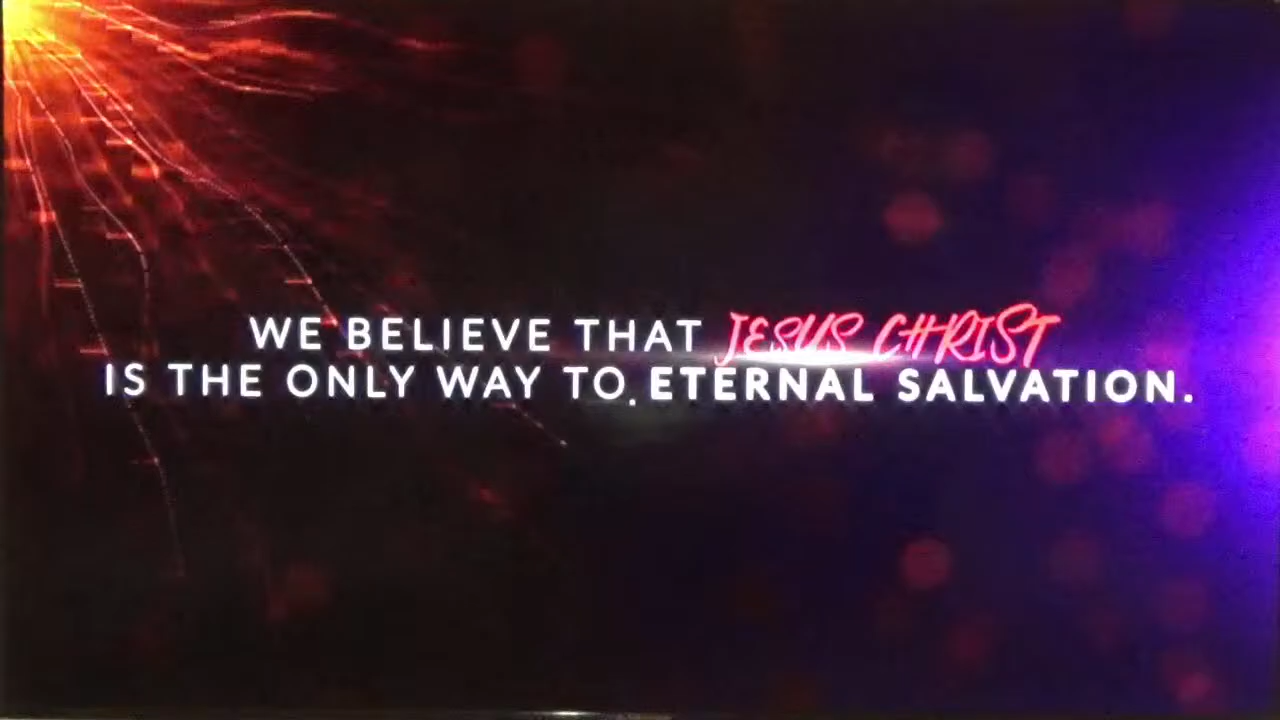 WE BELIEVE THAT JESUS CHRIST
IS THE ONLY WAY TO. ETERNAL SALVATION.